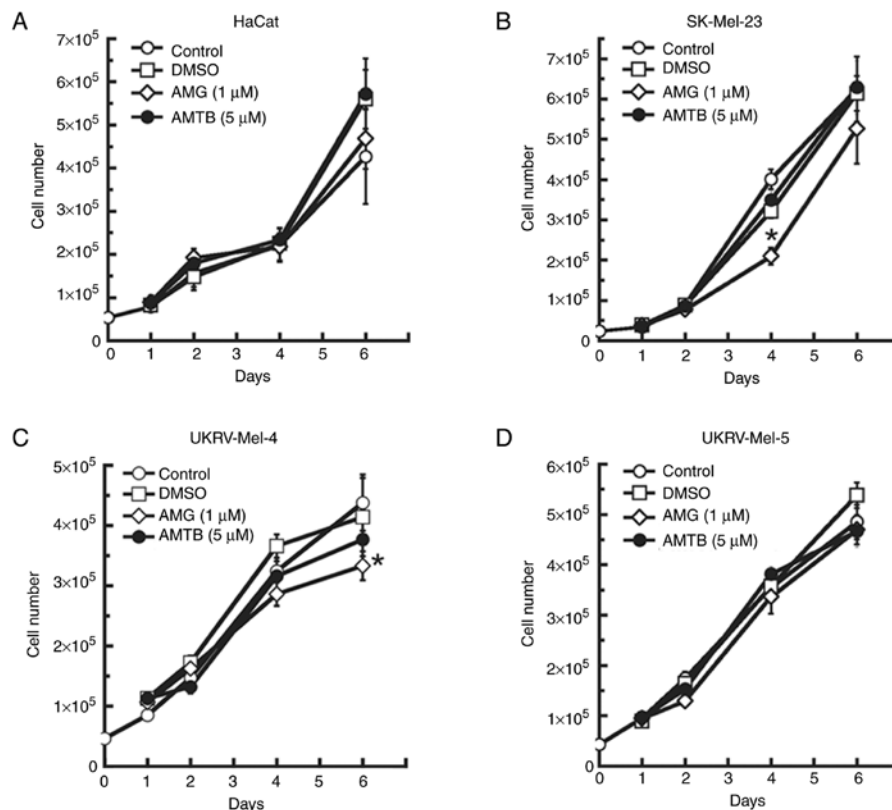 A
HaCat
7×10⁵
6×10⁵
5×10⁵
4×10⁵
3×10⁵
2×10⁵
1×10⁵
0
Cell number
Control
DMSO
AMG (1 µM)
AMTB (5 µM)
0 1 2 3 4 5 6
Days
B
SK-Mel-23
7×10⁵
6×10⁵
5×10⁵
4×10⁵
3×10⁵
2×10⁵
1×10⁵
0
Cell number
Control
DMSO
AMG (1 µM)
AMTB (5 µM)
*
0 1 2 3 4 5 6
Days
C
UKRV-Mel-4
5×10⁵
4×10⁵
3×10⁵
2×10⁵
1×10⁵
0
Cell number
Control
DMSO
AMG (1 µM)
AMTB (5 µM)
*
0 1 2 3 4 5 6
Days
D
UKRV-Mel-5
6×10⁵
5×10⁵
4×10⁵
3×10⁵
2×10⁵
1×10⁵
0
Cell number
Control
DMSO
AMG (1 µM)
AMTB (5 µM)
0 1 2 3 4 5 6
Days